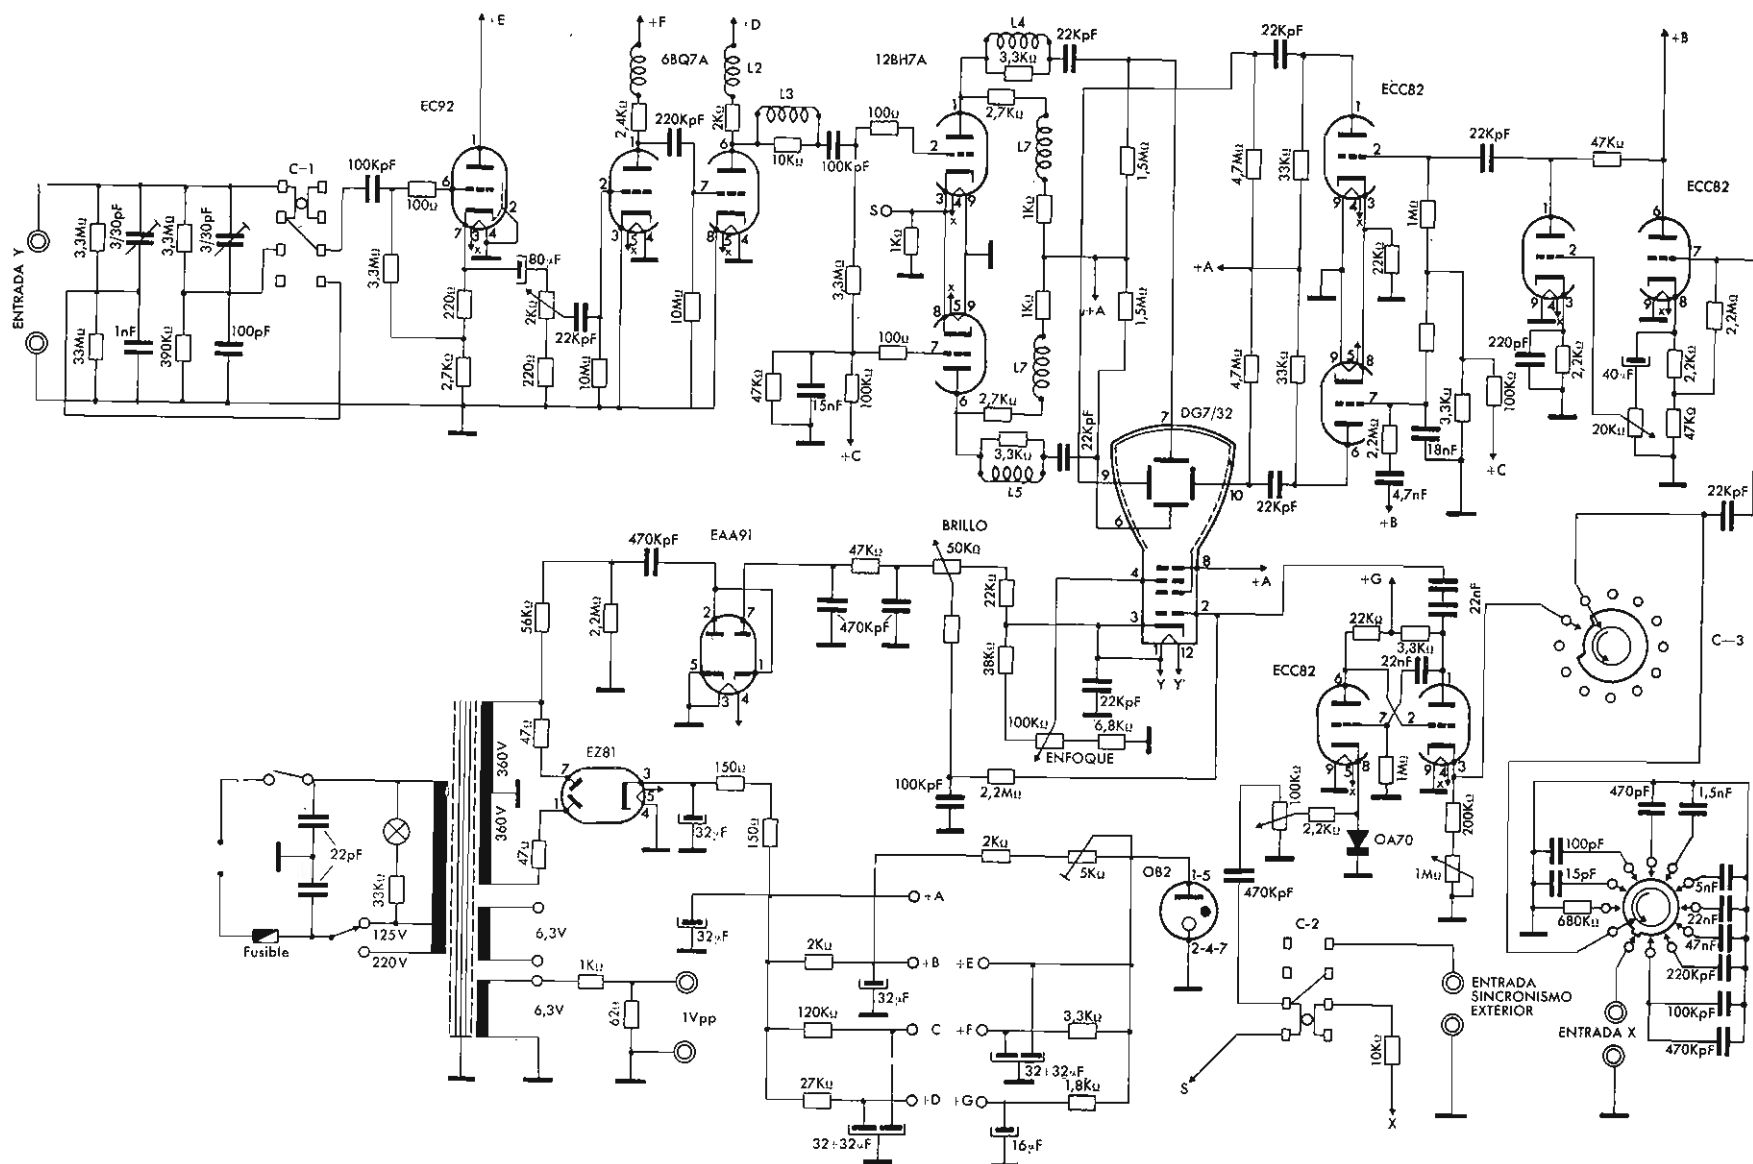 +E
+F
+D
6BQ7A
L2
EC92
2,4KΩ
220KpF
2KΩ
L3
10KΩ
100KpF
12BH7A
L4
3,3KΩ
22KpF
100Ω
2,7KΩ
L7
1KΩ
1,5MΩ
22KpF
ECC82
4,7MΩ
33KΩ
1MΩ
22KpF
47KΩ
+B
ECC82
C-1
100KpF
100Ω
ENTRADA Y
3,3MΩ
3/30pF
3,3MΩ
3/30pF
33MΩ
1nF
390KΩ
100pF
3,3MΩ
220Ω
2,7KΩ
80µF
2KΩ
220Ω
22KpF
10MΩ
10MΩ
S
1KΩ
3,3MΩ
100Ω
47KΩ
15nF
100KΩ
+C
1KΩ
+A
1,5MΩ
L7
2,7KΩ
3,3KΩ
L5
22KpF
+A
4,7MΩ
33KΩ
22KΩ
2,2MΩ
18nF
4,7nF
+B
22KpF
3,3KΩ
100KΩ
+C
220pF
2,2KΩ
40µF
2,2KΩ
2,2MΩ
20KΩ
47KΩ
22KpF
DG7/32
9
7
10
6
4
8
3
2
1
12
Y
Y'
+A
470KpF
EAA91
47KΩ
BRILLO
50KΩ
56KΩ
2,2MΩ
470KpF
22KΩ
38KΩ
22KpF
100KΩ
6,8KΩ
ENFOQUE
100KpF
2,2MΩ
+G
22KΩ
3,3KΩ
22nF
22nF
ECC82
C-3
1MΩ
100KΩ
2,2KΩ
OA70
200KΩ
1MΩ
470KpF
360V
360V
47Ω
47Ω
EZ81
150Ω
32µF
150Ω
22pF
33KΩ
Fusible
125V
220V
6,3V
6,3V
1KΩ
62Ω
1Vpp
32µF
+A
2KΩ
5KΩ
OB2
1-5
2-4-7
2KΩ
+B
+E
32µF
120KΩ
C
+F
3,3KΩ
32+32µF
27KΩ
+D
+G
1,8KΩ
32+32µF
16µF
C-2
ENTRADA
SINCRONISMO
EXTERIOR
10KΩ
S
X
470pF
1,5nF
100pF
15pF
680KΩ
5nF
22nF
47nF
220KpF
100KpF
470KpF
ENTRADA X